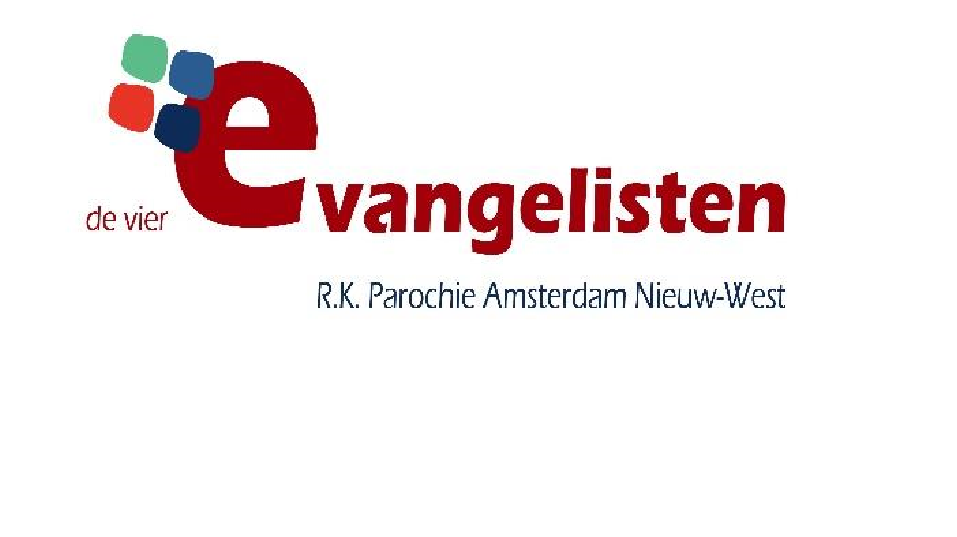 de vier evangelisten
R.K. Parochie Amsterdam Nieuw-West